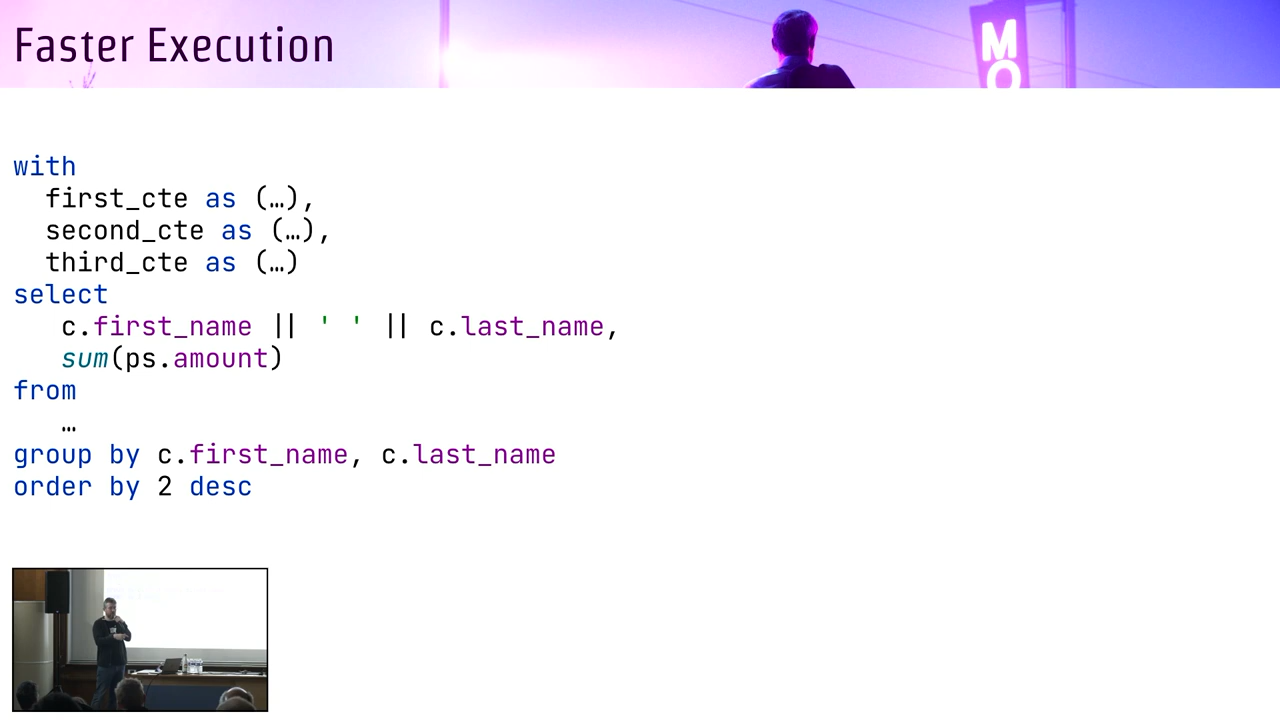 Faster Execution
MO
with
first_cte as (…),
second_cte as (…),
third_cte as (…)
select
c.first_name || ' ' || c.last_name,
sum(ps.amount)
from
…
group by c.first_name, c.last_name
order by 2 desc